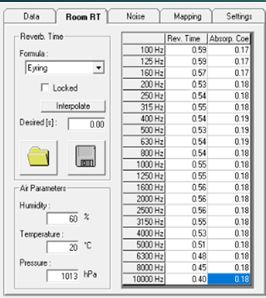 Data Room RT Noise Mapping Settings
Reverb. Time
Formula :
Eyring
Locked
Interpolate
Desired [s] : 0.00
Air Parameters
Humidity :
60 %
Temperature :
20 °C
Pressure :
1013 hPa
Rev. Time Absorp. Coe
100 Hz 0.59 0.17
125 Hz 0.59 0.17
160 Hz 0.57 0.17
200 Hz 0.53 0.18
250 Hz 0.54 0.18
315 Hz 0.55 0.18
400 Hz 0.54 0.19
500 Hz 0.53 0.19
630 Hz 0.54 0.19
800 Hz 0.54 0.18
1000 Hz 0.55 0.18
1250 Hz 0.55 0.18
1600 Hz 0.56 0.18
2000 Hz 0.56 0.18
2500 Hz 0.56 0.18
3150 Hz 0.55 0.18
4000 Hz 0.53 0.18
5000 Hz 0.51 0.18
6300 Hz 0.48 0.18
8000 Hz 0.45 0.18
10000 Hz 0.40 0.18